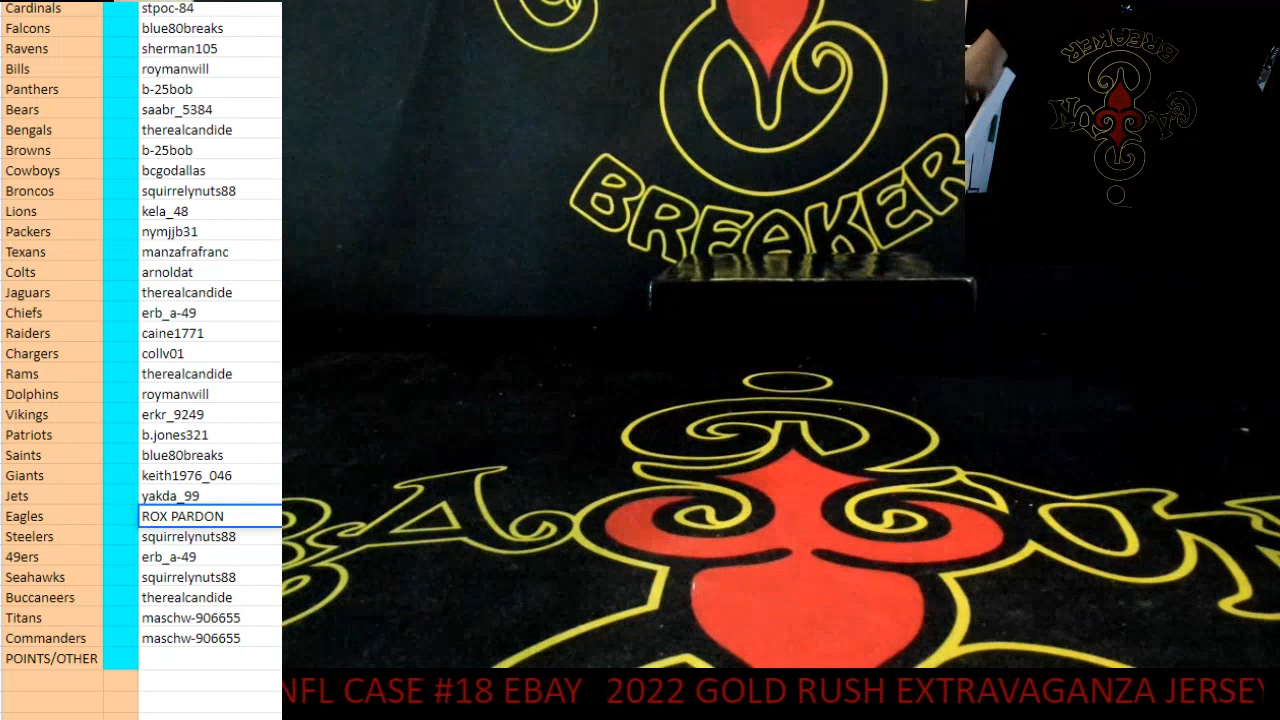 Cardinals stpoc-84
Falcons blue80breaks
Ravens sherman105
Bills roymanwill
Panthers b-25bob
Bears saabr_5384
Bengals therealcandide
Browns b-25bob
Cowboys bcgodallas
Broncos squirrelynuts88
Lions kela_48
Packers nymjjb31
Texans manzafrafranc
Colts arnoldat
Jaguars therealcandide
Chiefs erb_a-49
Raiders caine1771
Chargers collv01
Rams therealcandide
Dolphins roymanwill
Vikings erkr_9249
Patriots b.jones321
Saints blue80breaks
Giants keith1976_046
Jets yakda_99
Eagles ROX PARDON
Steelers squirrelynuts88
49ers erb_a-49
Seahawks squirrelynuts88
Buccaneers therealcandide
Titans maschw-906655
Commanders maschw-906655
POINTS/OTHER
BREAKER
NFL CASE #18 EBAY 2022 GOLD RUSH EXTRAVAGANZA JERSEY